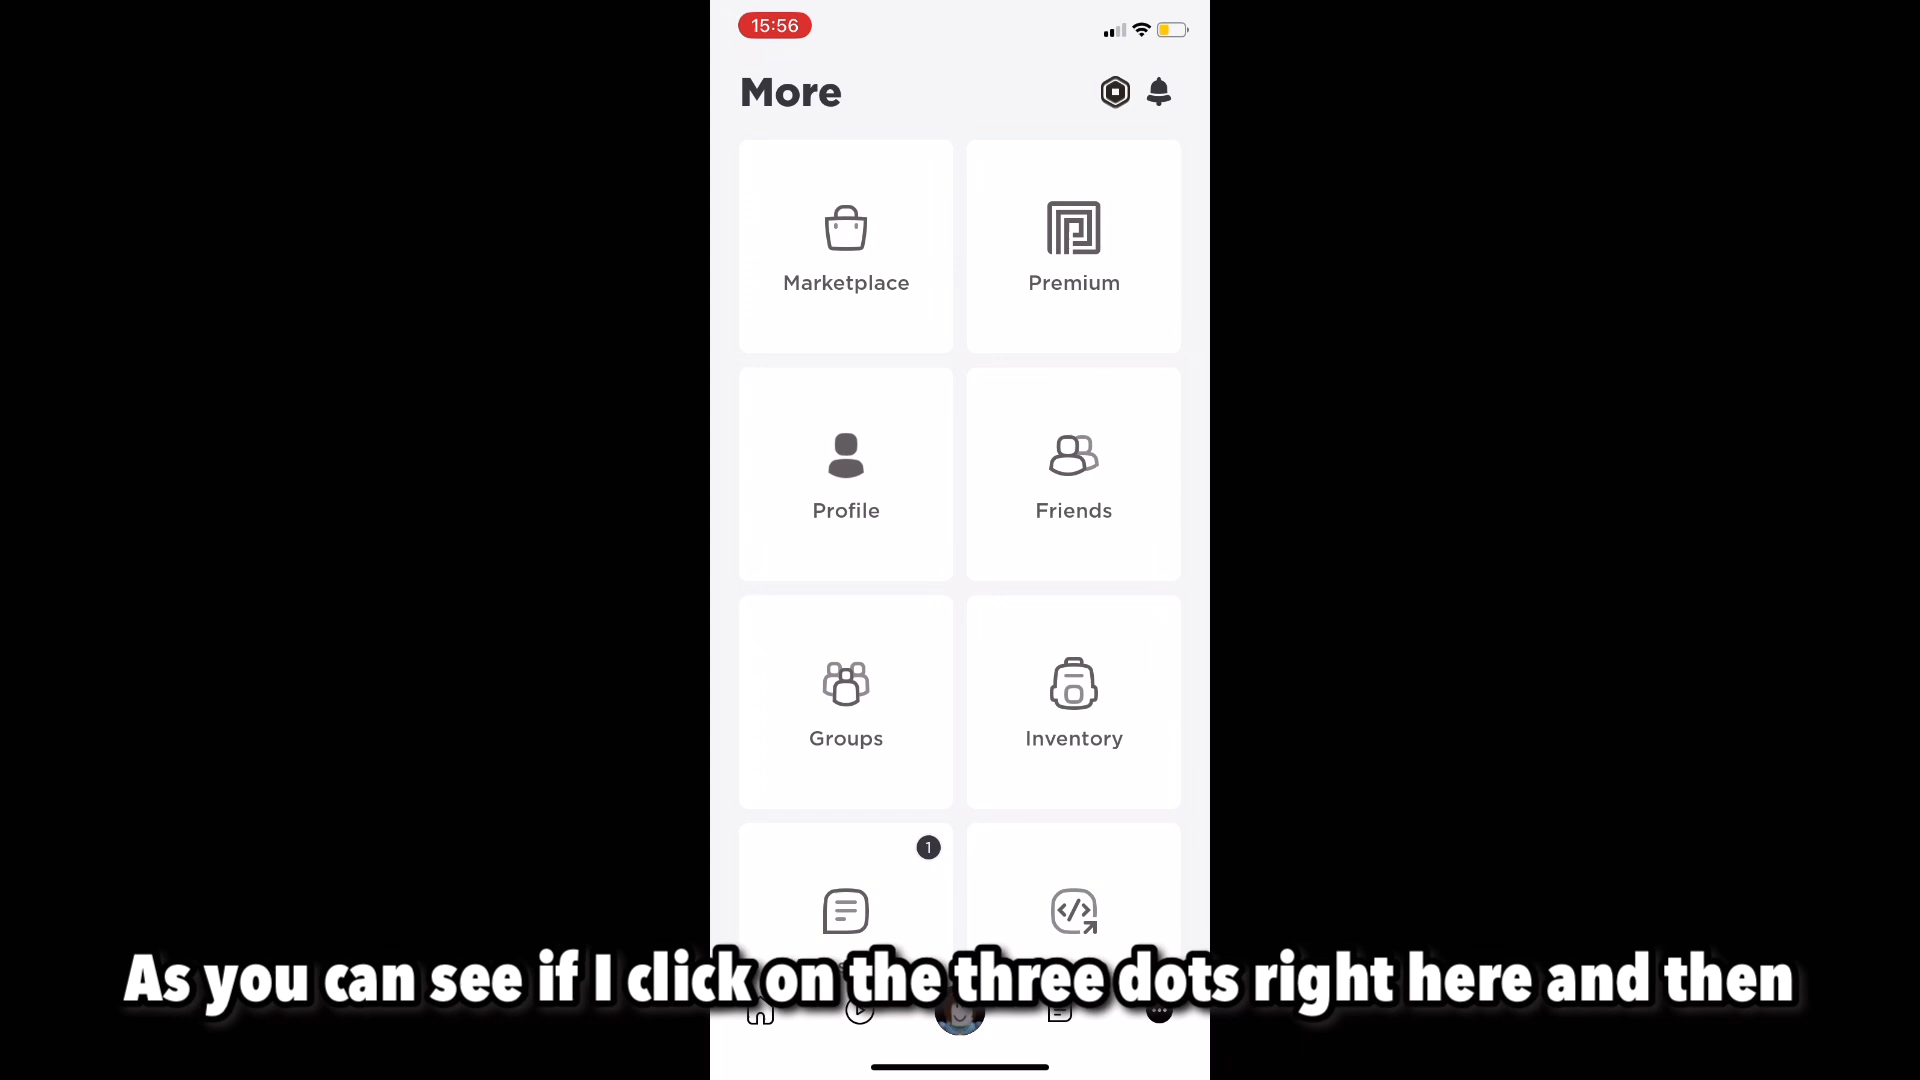 15:56
More
Marketplace
Premium
Profile
Friends
Groups
Inventory
1
As you can see if I click on the three dots right here and then